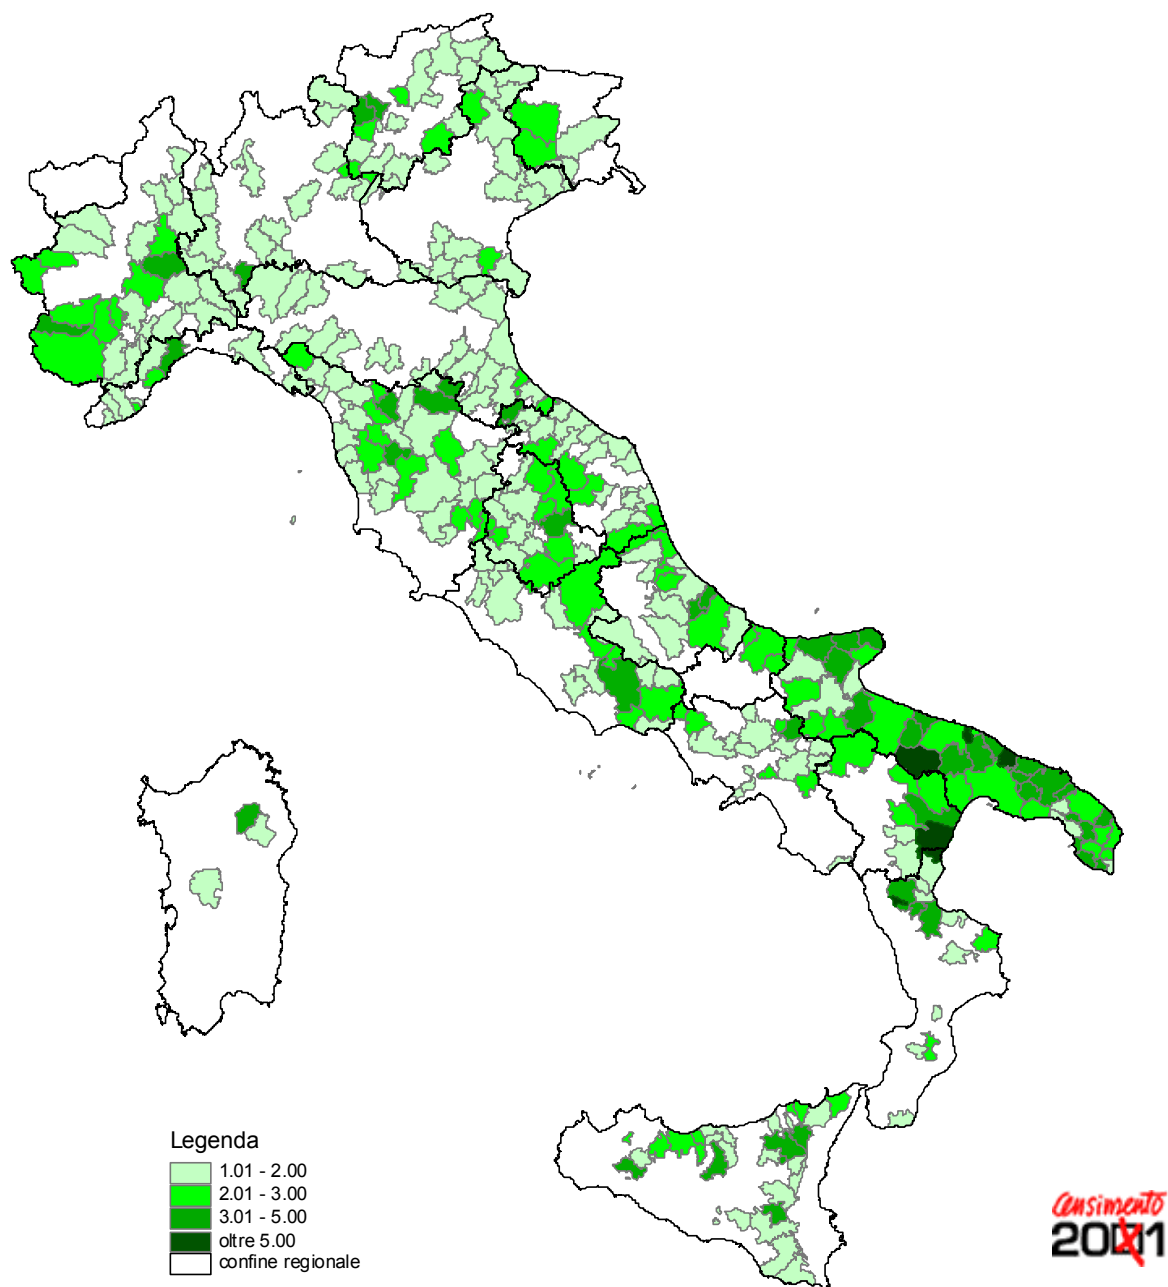 Legenda
1.01 - 2.00
2.01 - 3.00
3.01 - 5.00
oltre 5.00
confine regionale
Censimento
2001